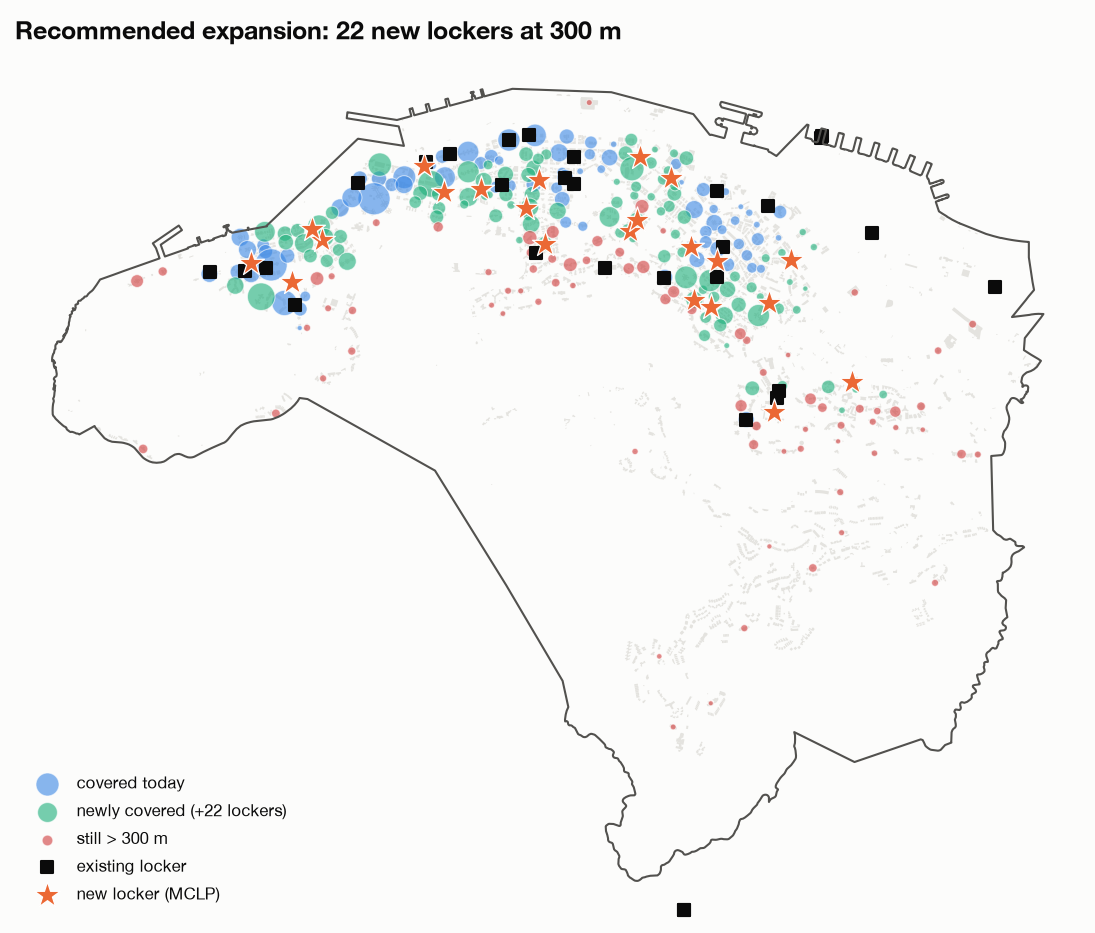 Recommended expansion: 22 new lockers at 300 m
covered today
newly covered (+22 lockers)
still > 300 m
existing locker
new locker (MCLP)